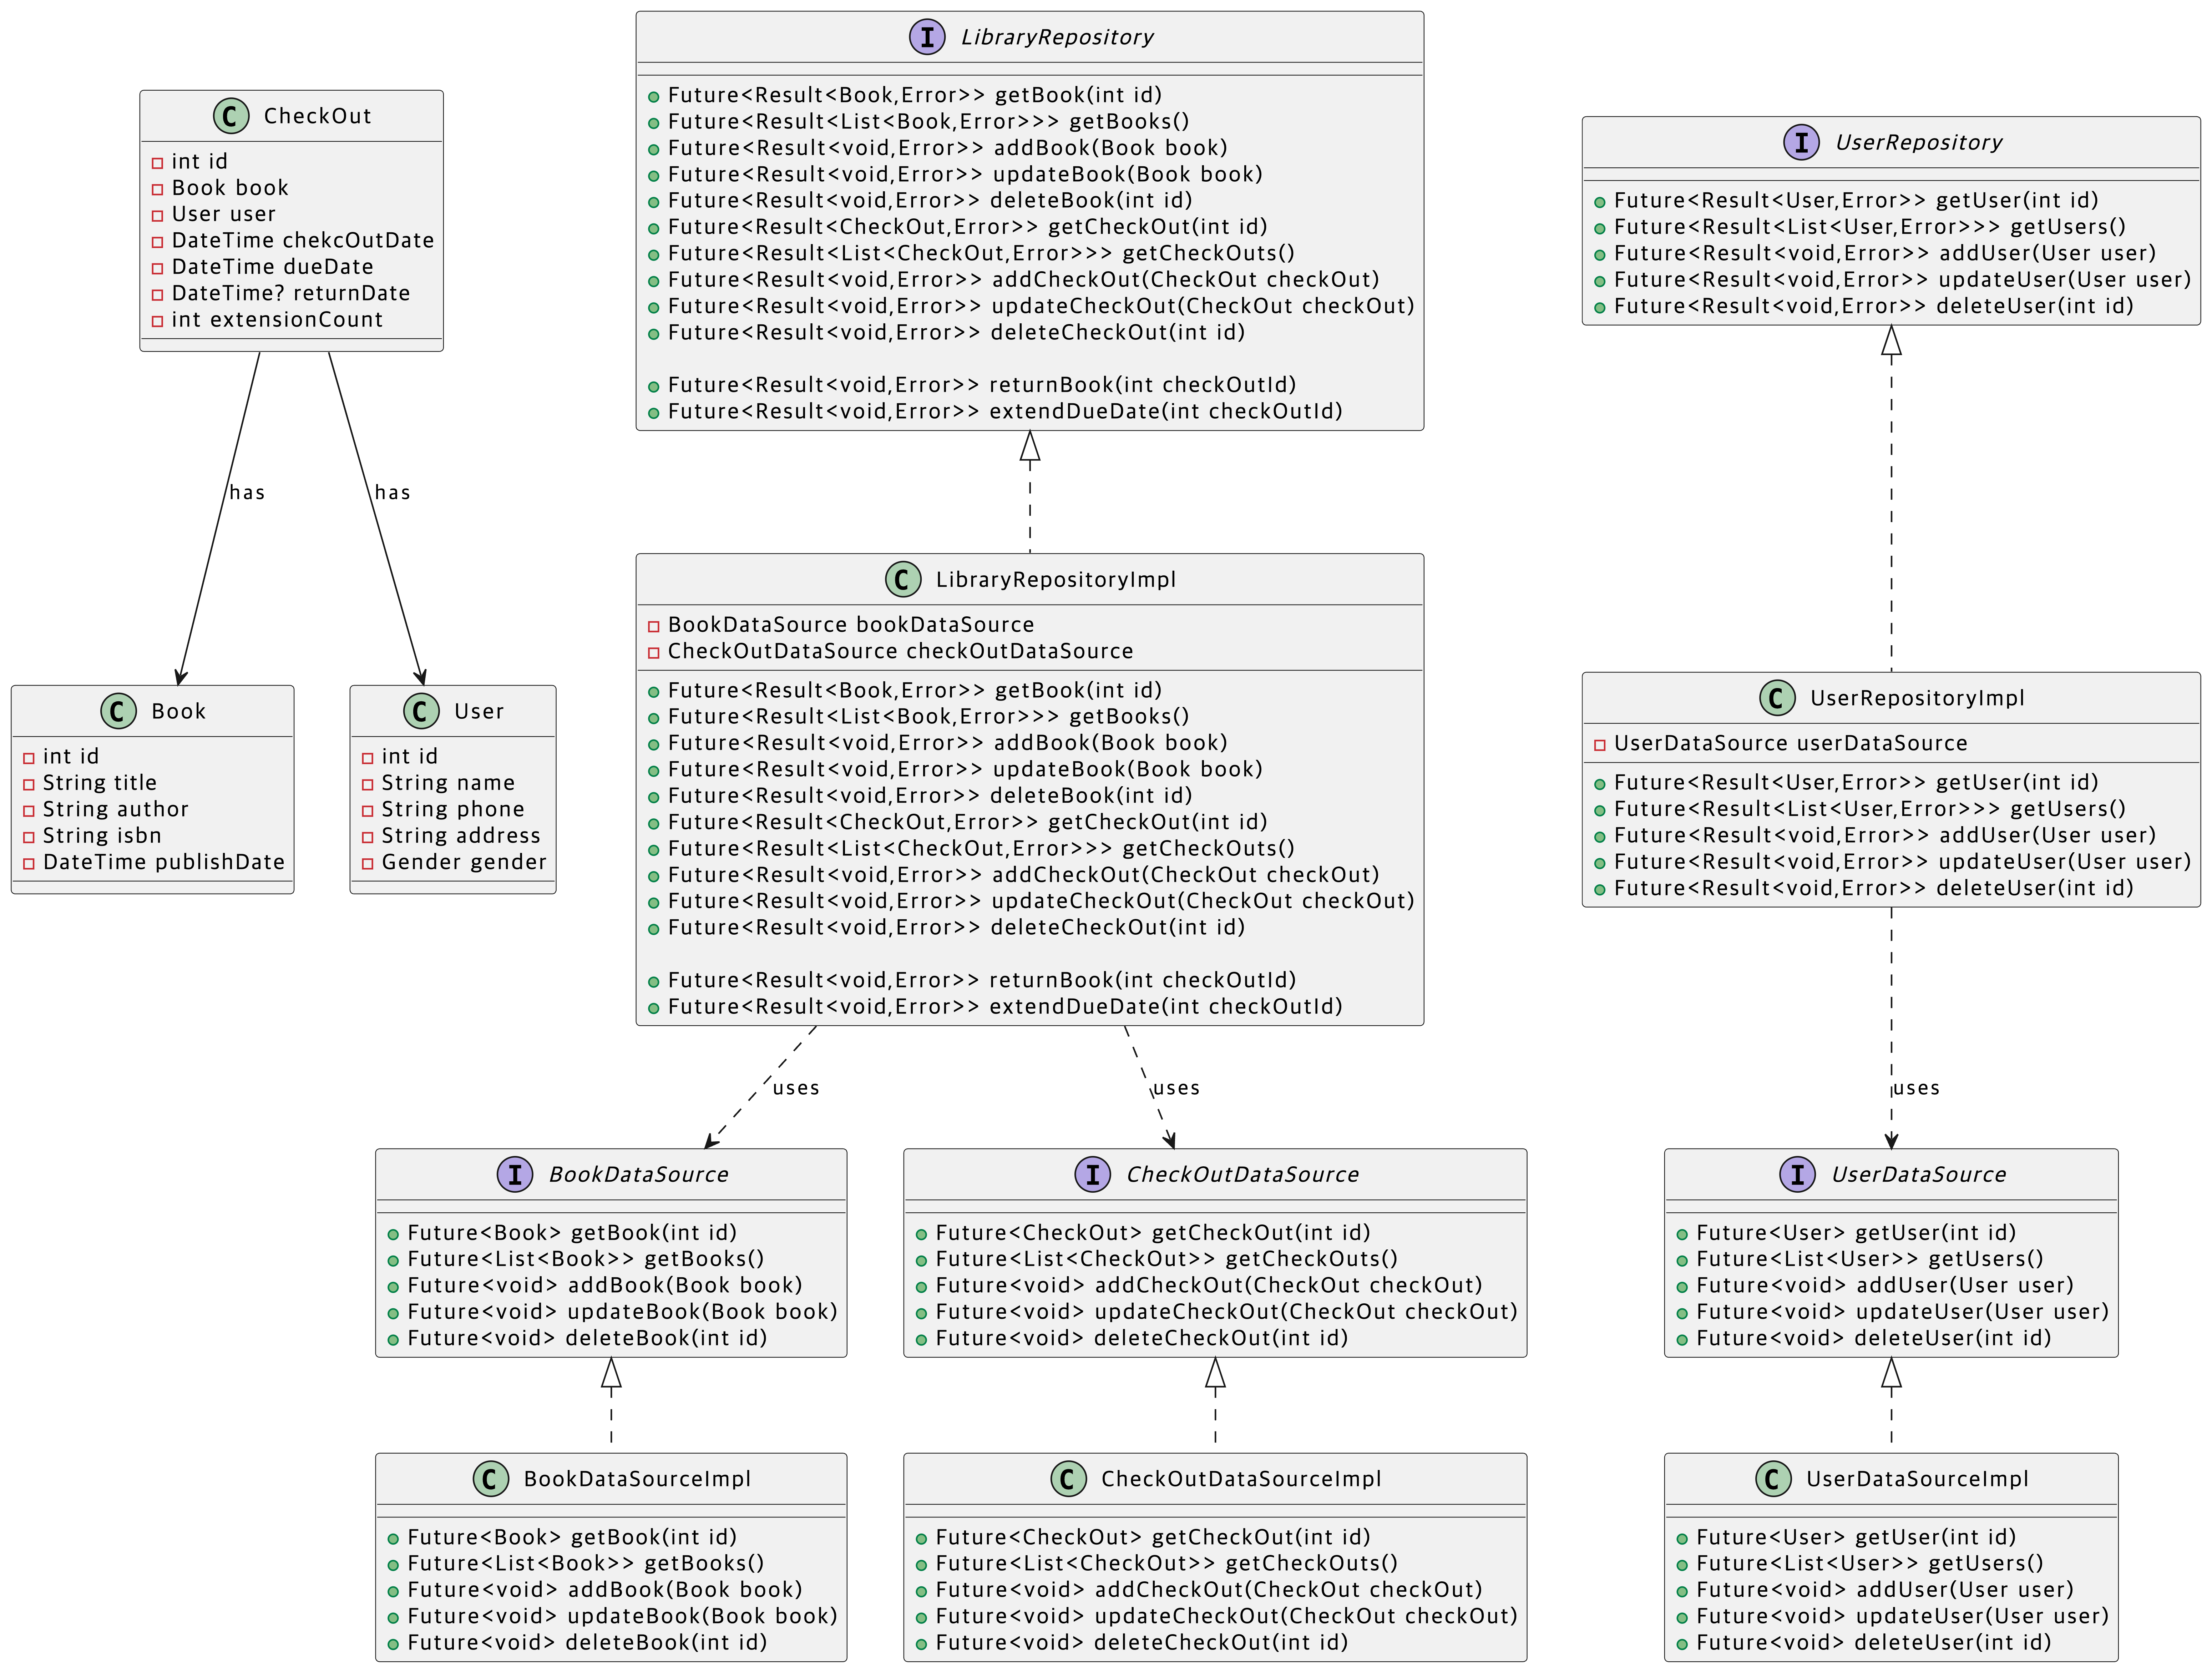 CheckOut
int id
Book book
User user
DateTime chekcOutDate
DateTime dueDate
DateTime? returnDate
int extensionCount
has
has
Book
int id
String title
String author
String isbn
DateTime publishDate
User
int id
String name
String phone
String address
Gender gender
I LibraryRepository
Future<Result<Book,Error>> getBook(int id)
Future<Result<List<Book,Error>>> getBooks()
Future<Result<void,Error>> addBook(Book book)
Future<Result<void,Error>> updateBook(Book book)
Future<Result<void,Error>> deleteBook(int id)
Future<Result<CheckOut,Error>> getCheckOut(int id)
Future<Result<List<CheckOut,Error>>> getCheckOuts()
Future<Result<void,Error>> addCheckOut(CheckOut checkOut)
Future<Result<void,Error>> updateCheckOut(CheckOut checkOut)
Future<Result<void,Error>> deleteCheckOut(int id)
Future<Result<void,Error>> returnBook(int checkOutId)
Future<Result<void,Error>> extendDueDate(int checkOutId)
C LibraryRepositoryImpl
BookDataSource bookDataSource
CheckOutDataSource checkOutDataSource
Future<Result<Book,Error>> getBook(int id)
Future<Result<List<Book,Error>>> getBooks()
Future<Result<void,Error>> addBook(Book book)
Future<Result<void,Error>> updateBook(Book book)
Future<Result<void,Error>> deleteBook(int id)
Future<Result<CheckOut,Error>> getCheckOut(int id)
Future<Result<List<CheckOut,Error>>> getCheckOuts()
Future<Result<void,Error>> addCheckOut(CheckOut checkOut)
Future<Result<void,Error>> updateCheckOut(CheckOut checkOut)
Future<Result<void,Error>> deleteCheckOut(int id)
Future<Result<void,Error>> returnBook(int checkOutId)
Future<Result<void,Error>> extendDueDate(int checkOutId)
uses
uses
I BookDataSource
Future<Book> getBook(int id)
Future<List<Book>> getBooks()
Future<void> addBook(Book book)
Future<void> updateBook(Book book)
Future<void> deleteBook(int id)
C BookDataSourceImpl
Future<Book> getBook(int id)
Future<List<Book>> getBooks()
Future<void> addBook(Book book)
Future<void> updateBook(Book book)
Future<void> deleteBook(int id)
I CheckOutDataSource
Future<CheckOut> getCheckOut(int id)
Future<List<CheckOut>> getCheckOuts()
Future<void> addCheckOut(CheckOut checkOut)
Future<void> updateCheckOut(CheckOut checkOut)
Future<void> deleteCheckOut(int id)
C CheckOutDataSourceImpl
Future<CheckOut> getCheckOut(int id)
Future<List<CheckOut>> getCheckOuts()
Future<void> addCheckOut(CheckOut checkOut)
Future<void> updateCheckOut(CheckOut checkOut)
Future<void> deleteCheckOut(int id)
I UserRepository
Future<Result<User,Error>> getUser(int id)
Future<Result<List<User,Error>>> getUsers()
Future<Result<void,Error>> addUser(User user)
Future<Result<void,Error>> updateUser(User user)
Future<Result<void,Error>> deleteUser(int id)
C UserRepositoryImpl
UserDataSource userDataSource
Future<Result<User,Error>> getUser(int id)
Future<Result<List<User,Error>>> getUsers()
Future<Result<void,Error>> addUser(User user)
Future<Result<void,Error>> updateUser(User user)
Future<Result<void,Error>> deleteUser(int id)
uses
I UserDataSource
Future<User> getUser(int id)
Future<List<User>> getUsers()
Future<void> addUser(User user)
Future<void> updateUser(User user)
Future<void> deleteUser(int id)
C UserDataSourceImpl
Future<User> getUser(int id)
Future<List<User>> getUsers()
Future<void> addUser(User user)
Future<void> updateUser(User user)
Future<void> deleteUser(int id)